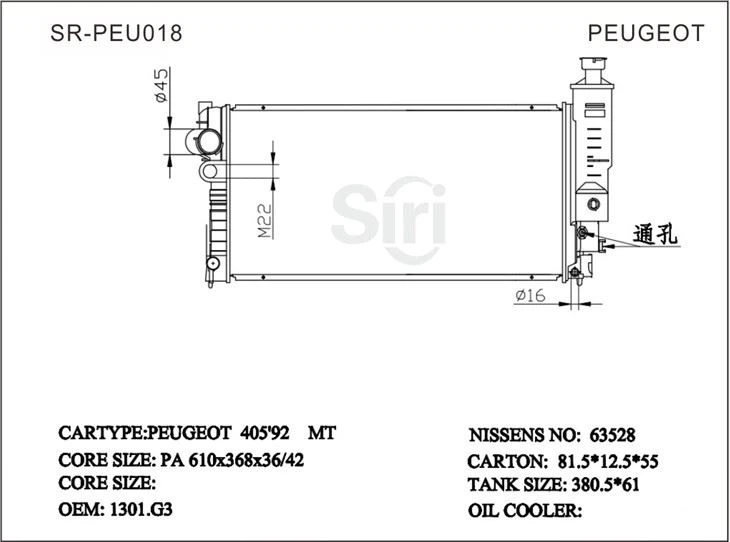 SR-PEU018
PEUGEOT
ø45
M22
Siri
通孔
ø16
CARTYPE:PEUGEOT 405'92 MT
CORE SIZE: PA 610x368x36/42
CORE SIZE:
OEM: 1301.G3
NISSENS NO: 63528
CARTON: 81.5*12.5*55
TANK SIZE: 380.5*61
OIL COOLER: